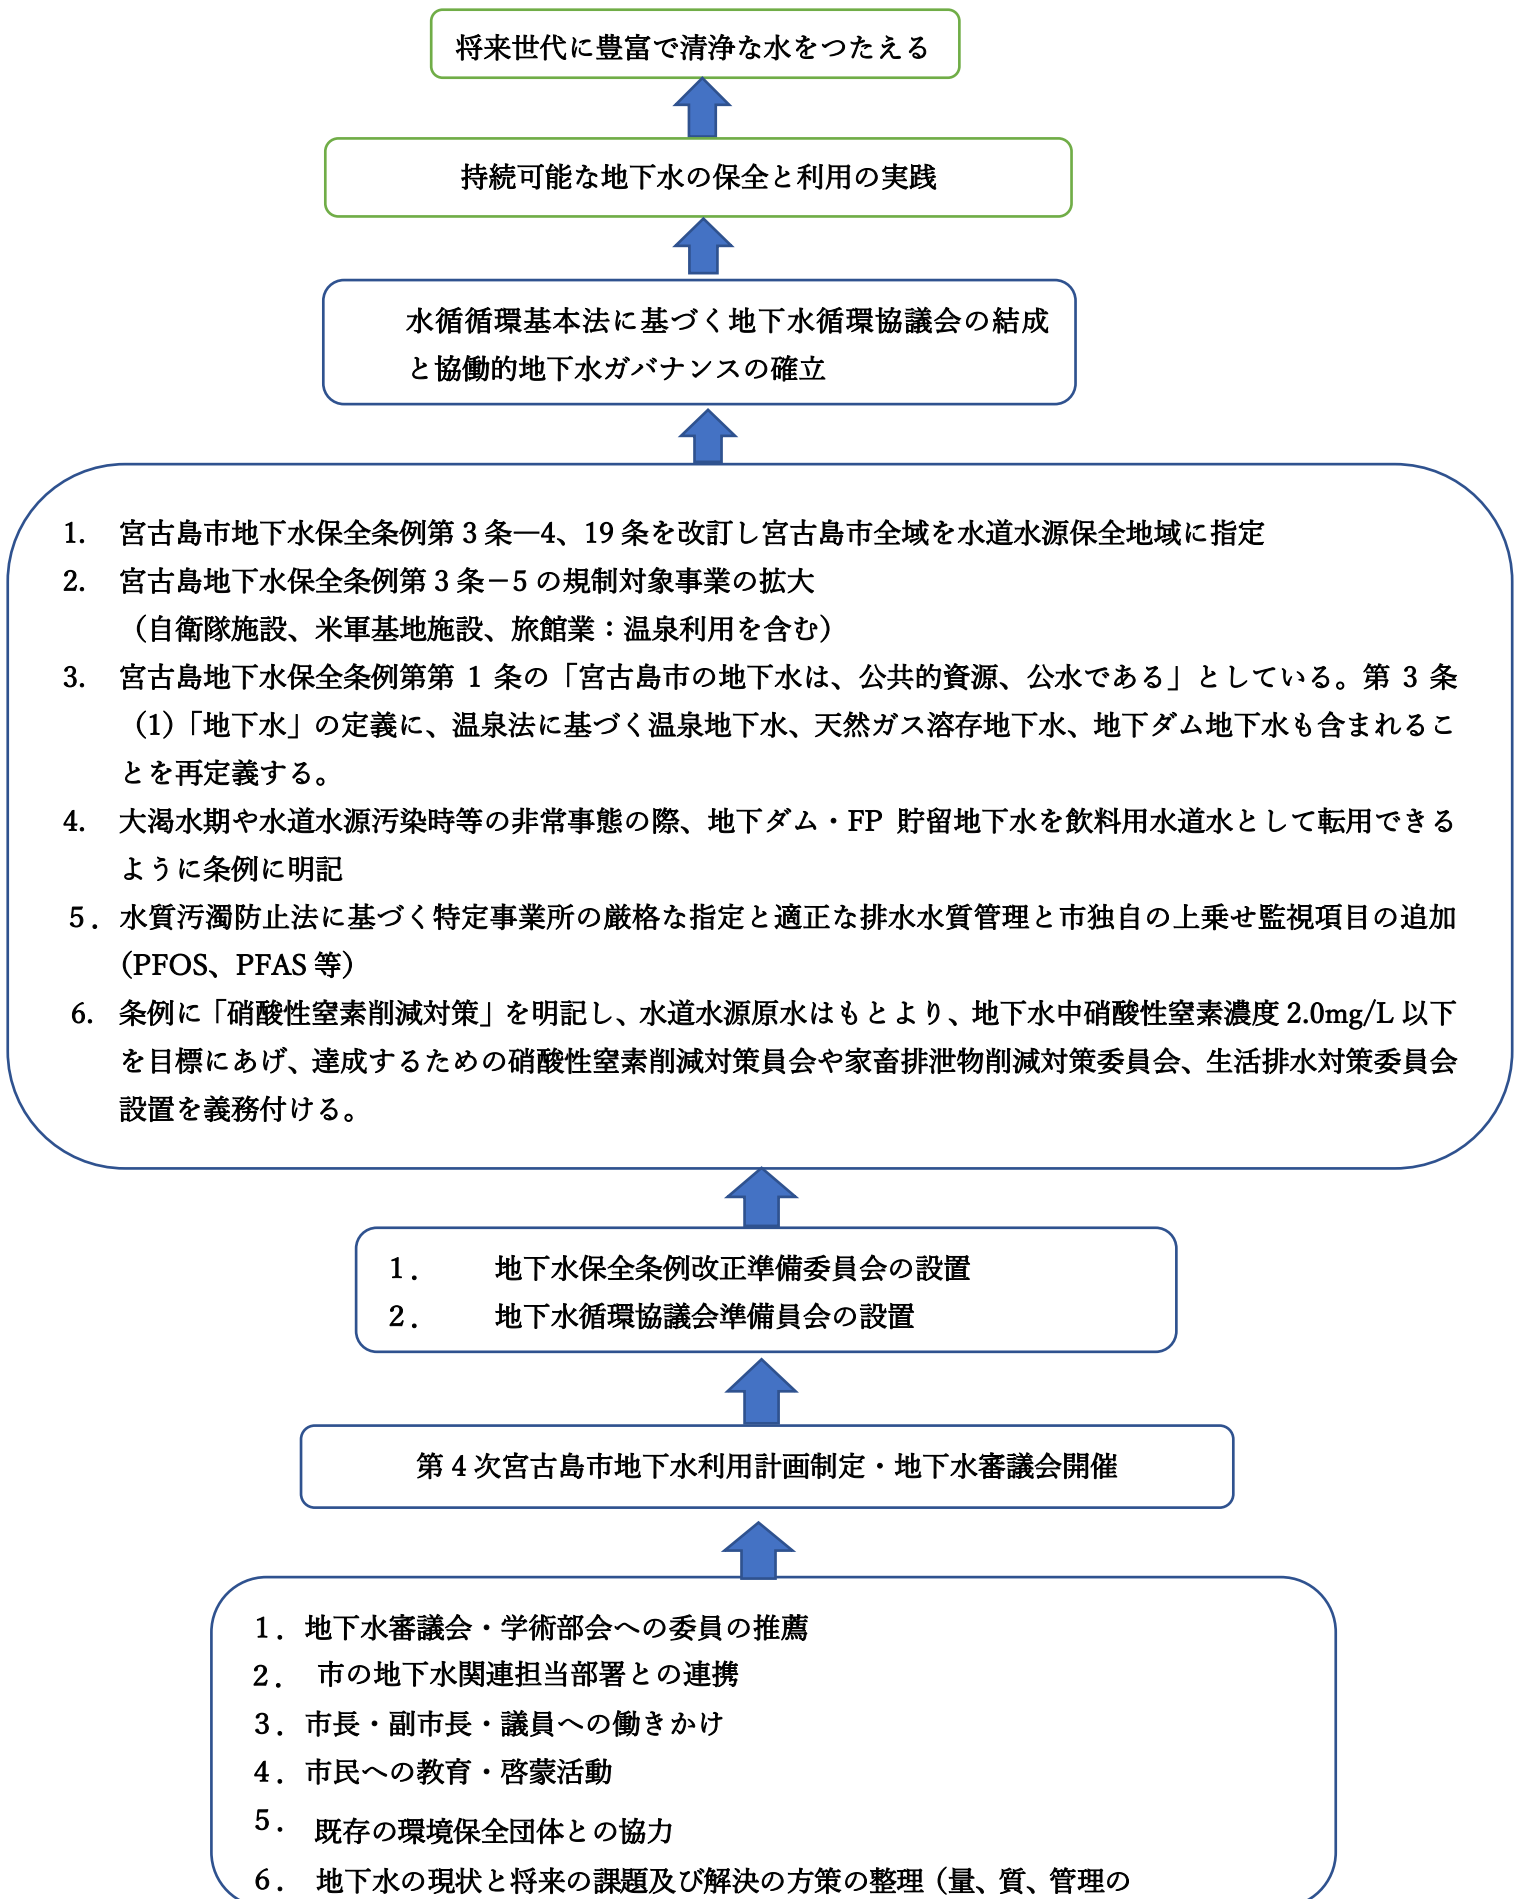 将来世代に豊富で清浄な水をつたえる
持続可能な地下水の保全と利用の実践
水循循環基本法に基づく地下水循環協議会の結成
と協働的地下水ガバナンスの確立
1. 宮古島市地下水保全条例第 3 条―4、19 条を改訂し宮古島市全域を水道水源保全地域に指定
2. 宮古島地下水保全条例第 3 条－5 の規制対象事業の拡大
（自衛隊施設、米軍基地施設、旅館業：温泉利用を含む）
3. 宮古島地下水保全条例第第 1 条の「宮古島市の地下水は、公共的資源、公水である」としている。第 3 条
（1）「地下水」の定義に、温泉法に基づく温泉地下水、天然ガス溶存地下水、地下ダム地下水も含まれるこ
とを再定義する。
4. 大渇水期や水道水源汚染時等の非常事態の際、地下ダム・FP 貯留地下水を飲料用水道水として転用できる
ように条例に明記
５．水質汚濁防止法に基づく特定事業所の厳格な指定と適正な排水水質管理と市独自の上乗せ監視項目の追加
(PFOS、PFAS 等）
6. 条例に「硝酸性窒素削減対策」を明記し、水道水源原水はもとより、地下水中硝酸性窒素濃度 2.0mg/L 以下
を目標にあげ、達成するための硝酸性窒素削減対策員会や家畜排泄物削減対策委員会、生活排水対策委員会
設置を義務付ける。
１． 地下水保全条例改正準備委員会の設置
２． 地下水循環協議会準備員会の設置
第 4 次宮古島市地下水利用計画制定・地下水審議会開催
１．地下水審議会・学術部会への委員の推薦
２． 市の地下水関連担当部署との連携
３．市長・副市長・議員への働きかけ
４．市民への教育・啓蒙活動
５． 既存の環境保全団体との協力
６． 地下水の現状と将来の課題及び解決の方策の整理（量、質、管理の